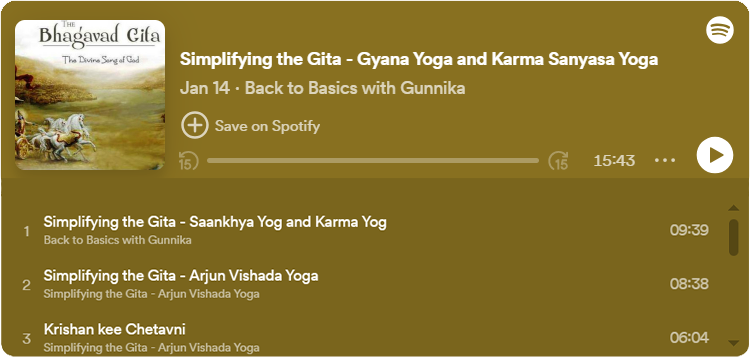 THE
Bhagavad Gita
The Divine Song of God
Simplifying the Gita - Gyana Yoga and Karma Sanyasa Yoga
Jan 14 · Back to Basics with Gunnika
Save on Spotify
15
15
15:43
1
Simplifying the Gita - Saankhya Yog and Karma Yog
Back to Basics with Gunnika
09:39
2
Simplifying the Gita - Arjun Vishada Yoga
Simplifying the Gita - Arjun Vishada Yoga
08:38
3
Krishan kee Chetavni
Simplifying the Gita - Arjun Vishada Yoga
06:04